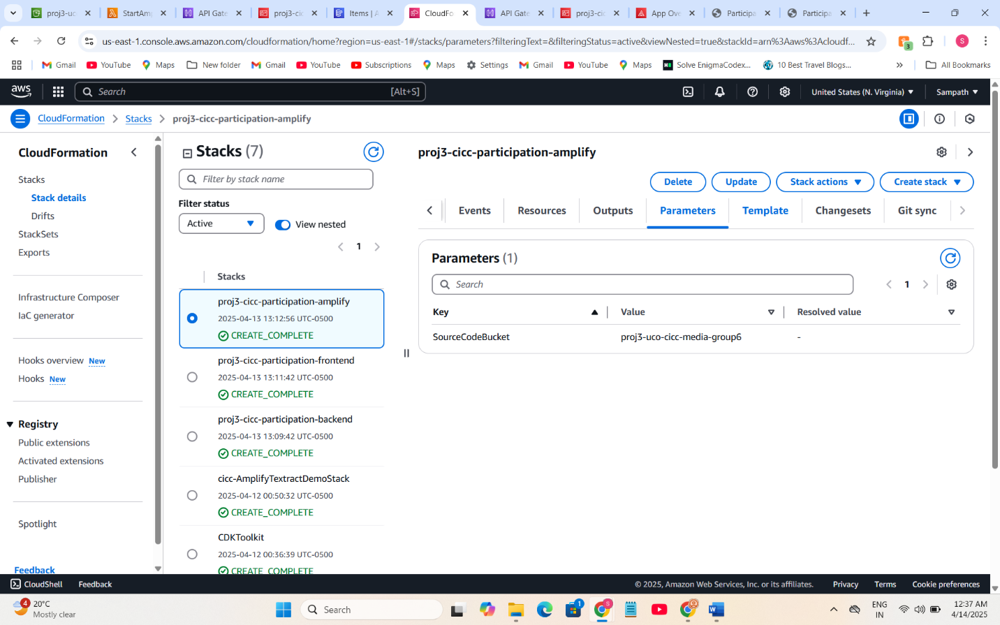 proj3-uc
StartAm
API Gate
proj3-cic
Items | A
CloudFo
API Gate
proj3-cic
App Ove
Participa
Participa
us-east-1.console.aws.amazon.com/cloudformation/home?region=us-east-1#/stacks/parameters?filteringText=&filteringStatus=active&viewNested=true&stackId=arn%3Aaws%3Acloudf...
3
S
Gmail
YouTube
Maps
New folder
Gmail
YouTube
Subscriptions
Maps
Settings
Gmail
YouTube
Maps
Solve EnigmaCodex...
10 Best Travel Blogs...
All Bookmarks
aws
Search
[Alt+S]
United States (N. Virginia)
Sampath
CloudFormation
Stacks
proj3-cicc-participation-amplify
CloudFormation
Stacks
Stack details
Drifts
StackSets
Exports
Infrastructure Composer
IaC generator
Hooks overview New
Hooks New
Registry
Public extensions
Activated extensions
Publisher
Spotlight
Feedback
Stacks (7)
Filter by stack name
Filter status
Active
View nested
1
Stacks
proj3-cicc-participation-amplify
2025-04-13 13:12:56 UTC-0500
CREATE_COMPLETE
proj3-cicc-participation-frontend
2025-04-13 13:11:42 UTC-0500
CREATE_COMPLETE
proj3-cicc-participation-backend
2025-04-13 13:09:42 UTC-0500
CREATE_COMPLETE
cicc-AmplifyTextractDemoStack
2025-04-12 00:50:32 UTC-0500
CREATE_COMPLETE
CDKToolkit
2025-04-12 00:36:39 UTC-0500
CREATE_COMPLETE
proj3-cicc-participation-amplify
Delete
Update
Stack actions
Create stack
Events
Resources
Outputs
Parameters
Template
Changesets
Git sync
Parameters (1)
Search
1
Key
Value
Resolved value
SourceCodeBucket
proj3-uco-cicc-media-group6
-
CloudShell
Feedback
© 2025, Amazon Web Services, Inc. or its affiliates.
Privacy
Terms
Cookie preferences
4
20°C
Mostly clear
Search
1
S
ENG
IN
12:37 AM
4/14/2025